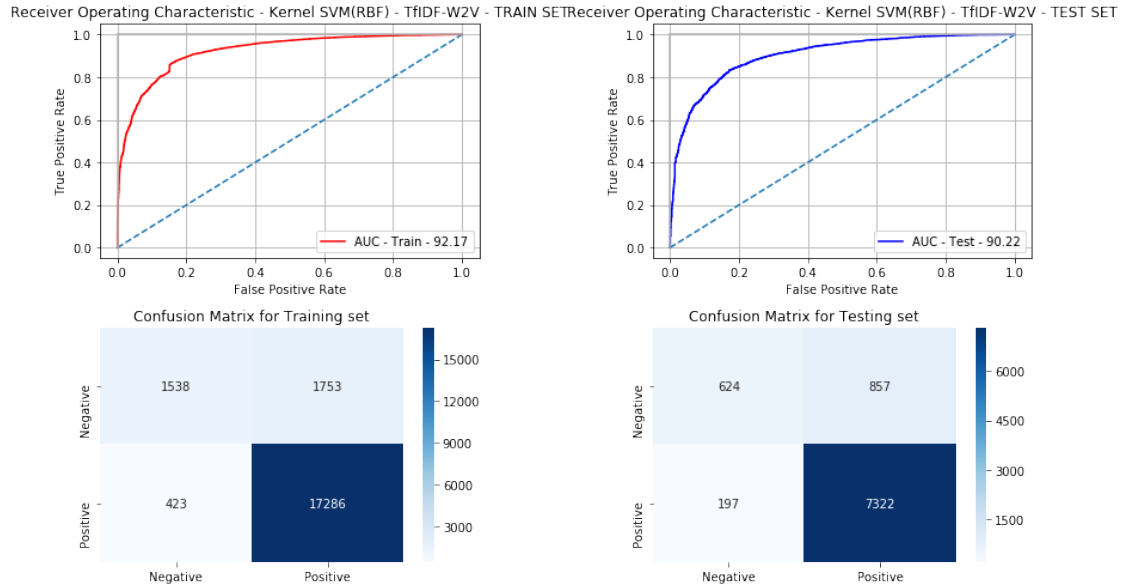 Receiver Operating Characteristic - Kernel SVM(RBF) - TfIDF-W2V - TRAIN SET
1.0
0.8
0.6
0.4
0.2
0.0
True Positive Rate
AUC - Train - 92.17
0.0 0.2 0.4 0.6 0.8 1.0
False Positive Rate
Receiver Operating Characteristic - Kernel SVM(RBF) - TfIDF-W2V - TEST SET
1.0
0.8
0.6
0.4
0.2
0.0
True Positive Rate
AUC - Test - 90.22
0.0 0.2 0.4 0.6 0.8 1.0
False Positive Rate
Confusion Matrix for Training set
Negative
1538 1753
Positive
423 17286
Negative Positive
15000
12000
9000
6000
3000
Confusion Matrix for Testing set
Negative
624 857
Positive
197 7322
Negative Positive
6000
4500
3000
1500